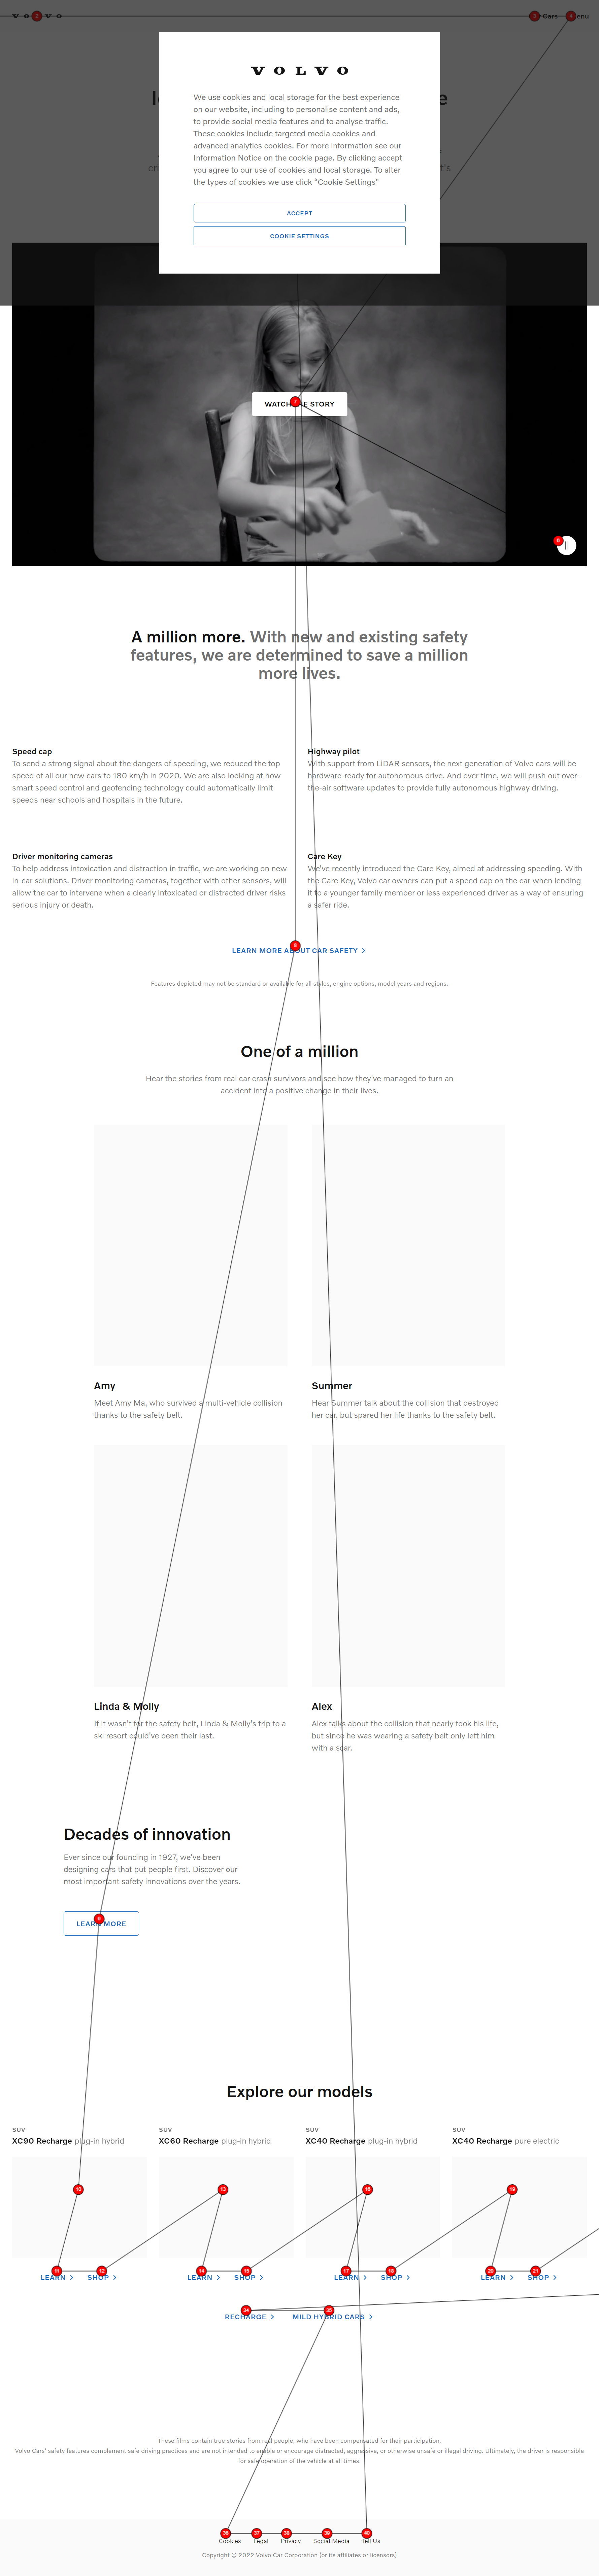 VOLVO
2
3
Cars
4
enu
VOLVO
We use cookies and local storage for the best experience
on our website, including to personalise content and ads,
to provide social media features and to analyse traffic.
These cookies include targeted media cookies and
advanced analytics cookies. For more information see our
Information Notice on the cookie page. By clicking accept
you agree to our use of cookies and local storage. To alter
the types of cookies we use click "Cookie Settings"
ACCEPT
COOKIE SETTINGS
7
WATCH THE STORY
6
A million more. With new and existing safety
features, we are determined to save a million
more lives.
Speed cap
To send a strong signal about the dangers of speeding, we reduced the top
speed of all our new cars to 180 km/h in 2020. We are also looking at how
smart speed control and geofencing technology could automatically limit
speeds near schools and hospitals in the future.
Highway pilot
With support from LiDAR sensors, the next generation of Volvo cars will be
hardware-ready for autonomous drive. And over time, we will push out over-
the-air software updates to provide fully autonomous highway driving.
Driver monitoring cameras
To help address intoxication and distraction in traffic, we are working on new
in-car solutions. Driver monitoring cameras, together with other sensors, will
allow the car to intervene when a clearly intoxicated or distracted driver risks
serious injury or death.
Care Key
We've recently introduced the Care Key, aimed at addressing speeding. With
the Care Key, Volvo car owners can put a speed cap on the car when lending
it to a younger family member or less experienced driver as a way of ensuring
a safer ride.
8
LEARN MORE ABOUT CAR SAFETY
Features depicted may not be standard or available for all styles, engine options, model years and regions.
One of a million
Hear the stories from real car crash survivors and see how they've managed to turn an
accident into a positive change in their lives.
Amy
Meet Amy Ma, who survived a multi-vehicle collision
thanks to the safety belt.
Summer
Hear Summer talk about the collision that destroyed
her car, but spared her life thanks to the safety belt.
Linda & Molly
If it wasn't for the safety belt, Linda & Molly's trip to a
ski resort could've been their last.
Alex
Alex talks about the collision that nearly took his life,
but since he was wearing a safety belt only left him
with a scar.
Decades of innovation
Ever since our founding in 1927, we've been
designing cars that put people first. Discover our
most important safety innovations over the years.
9
LEARN MORE
Explore our models
SUV
XC90 Recharge plug-in hybrid
SUV
XC60 Recharge plug-in hybrid
SUV
XC40 Recharge plug-in hybrid
SUV
XC40 Recharge pure electric
10
13
16
19
11
12
14
15
17
18
20
21
LEARN
SHOP
LEARN
SHOP
LEARN
SHOP
LEARN
SHOP
34
35
RECHARGE
MILD HYBRID CARS
These films contain true stories from real people, who have been compensated for their participation.
Volvo Cars' safety features complement safe driving practices and are not intended to enable or encourage distracted, aggressive, or otherwise unsafe or illegal driving. Ultimately, the driver is responsible
for safe operation of the vehicle at all times.
36
37
38
39
40
Cookies
Legal
Privacy
Social Media
Tell Us
Copyright © 2022 Volvo Car Corporation (or its affiliates or licensors)